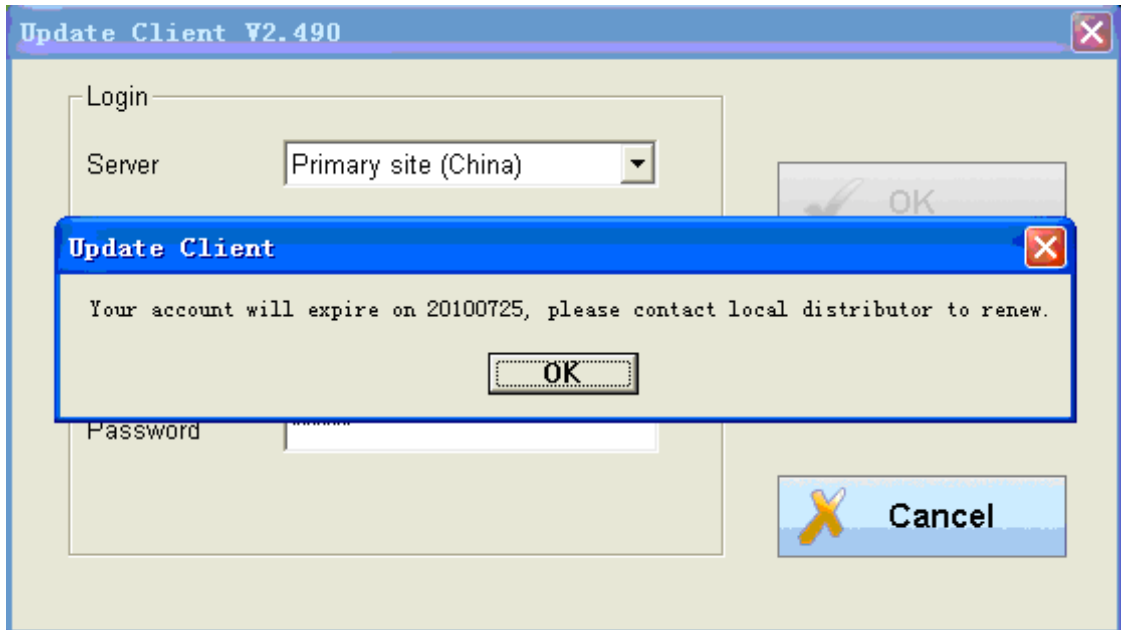 Update Client V2.490
Login
Server
Primary site (China)
OK
Update Client
Your account will expire on 20100725, please contact local distributor to renew.
OK
Password
Cancel